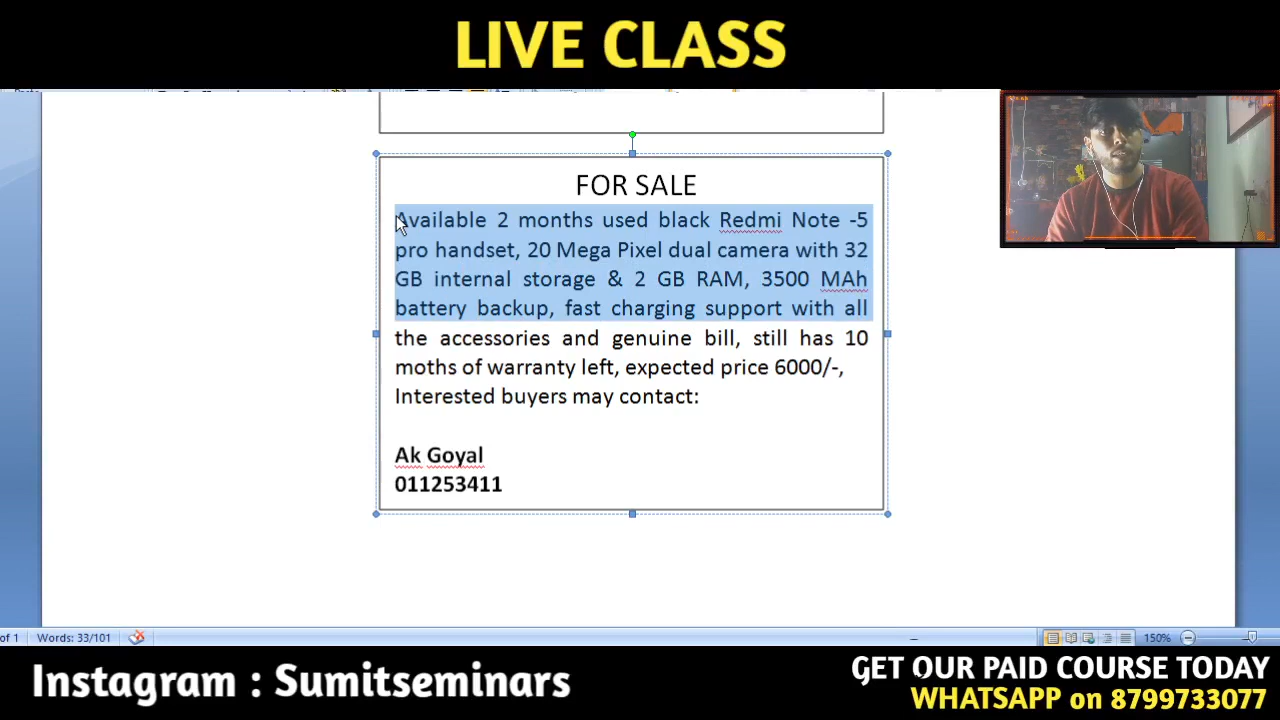 LIVE CLASS
FOR SALE
Available 2 months used black Redmi Note -5
pro handset, 20 Mega Pixel dual camera with 32
GB internal storage & 2 GB RAM, 3500 MAh
battery backup, fast charging support with all
the accessories and genuine bill, still has 10
moths of warranty left, expected price 6000/-,
Interested buyers may contact:
Ak Goyal
011253411
of 1 Words: 33/101 150%
Instagram : Sumitseminars
GET OUR PAID COURSE TODAY
WHATSAPP on 8799733077